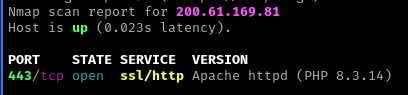 Nmap scan report for 200.61.169.81
Host is up (0.023s latency).
PORT    STATE SERVICE  VERSION
443/tcp open  ssl/http Apache httpd (PHP 8.3.14)